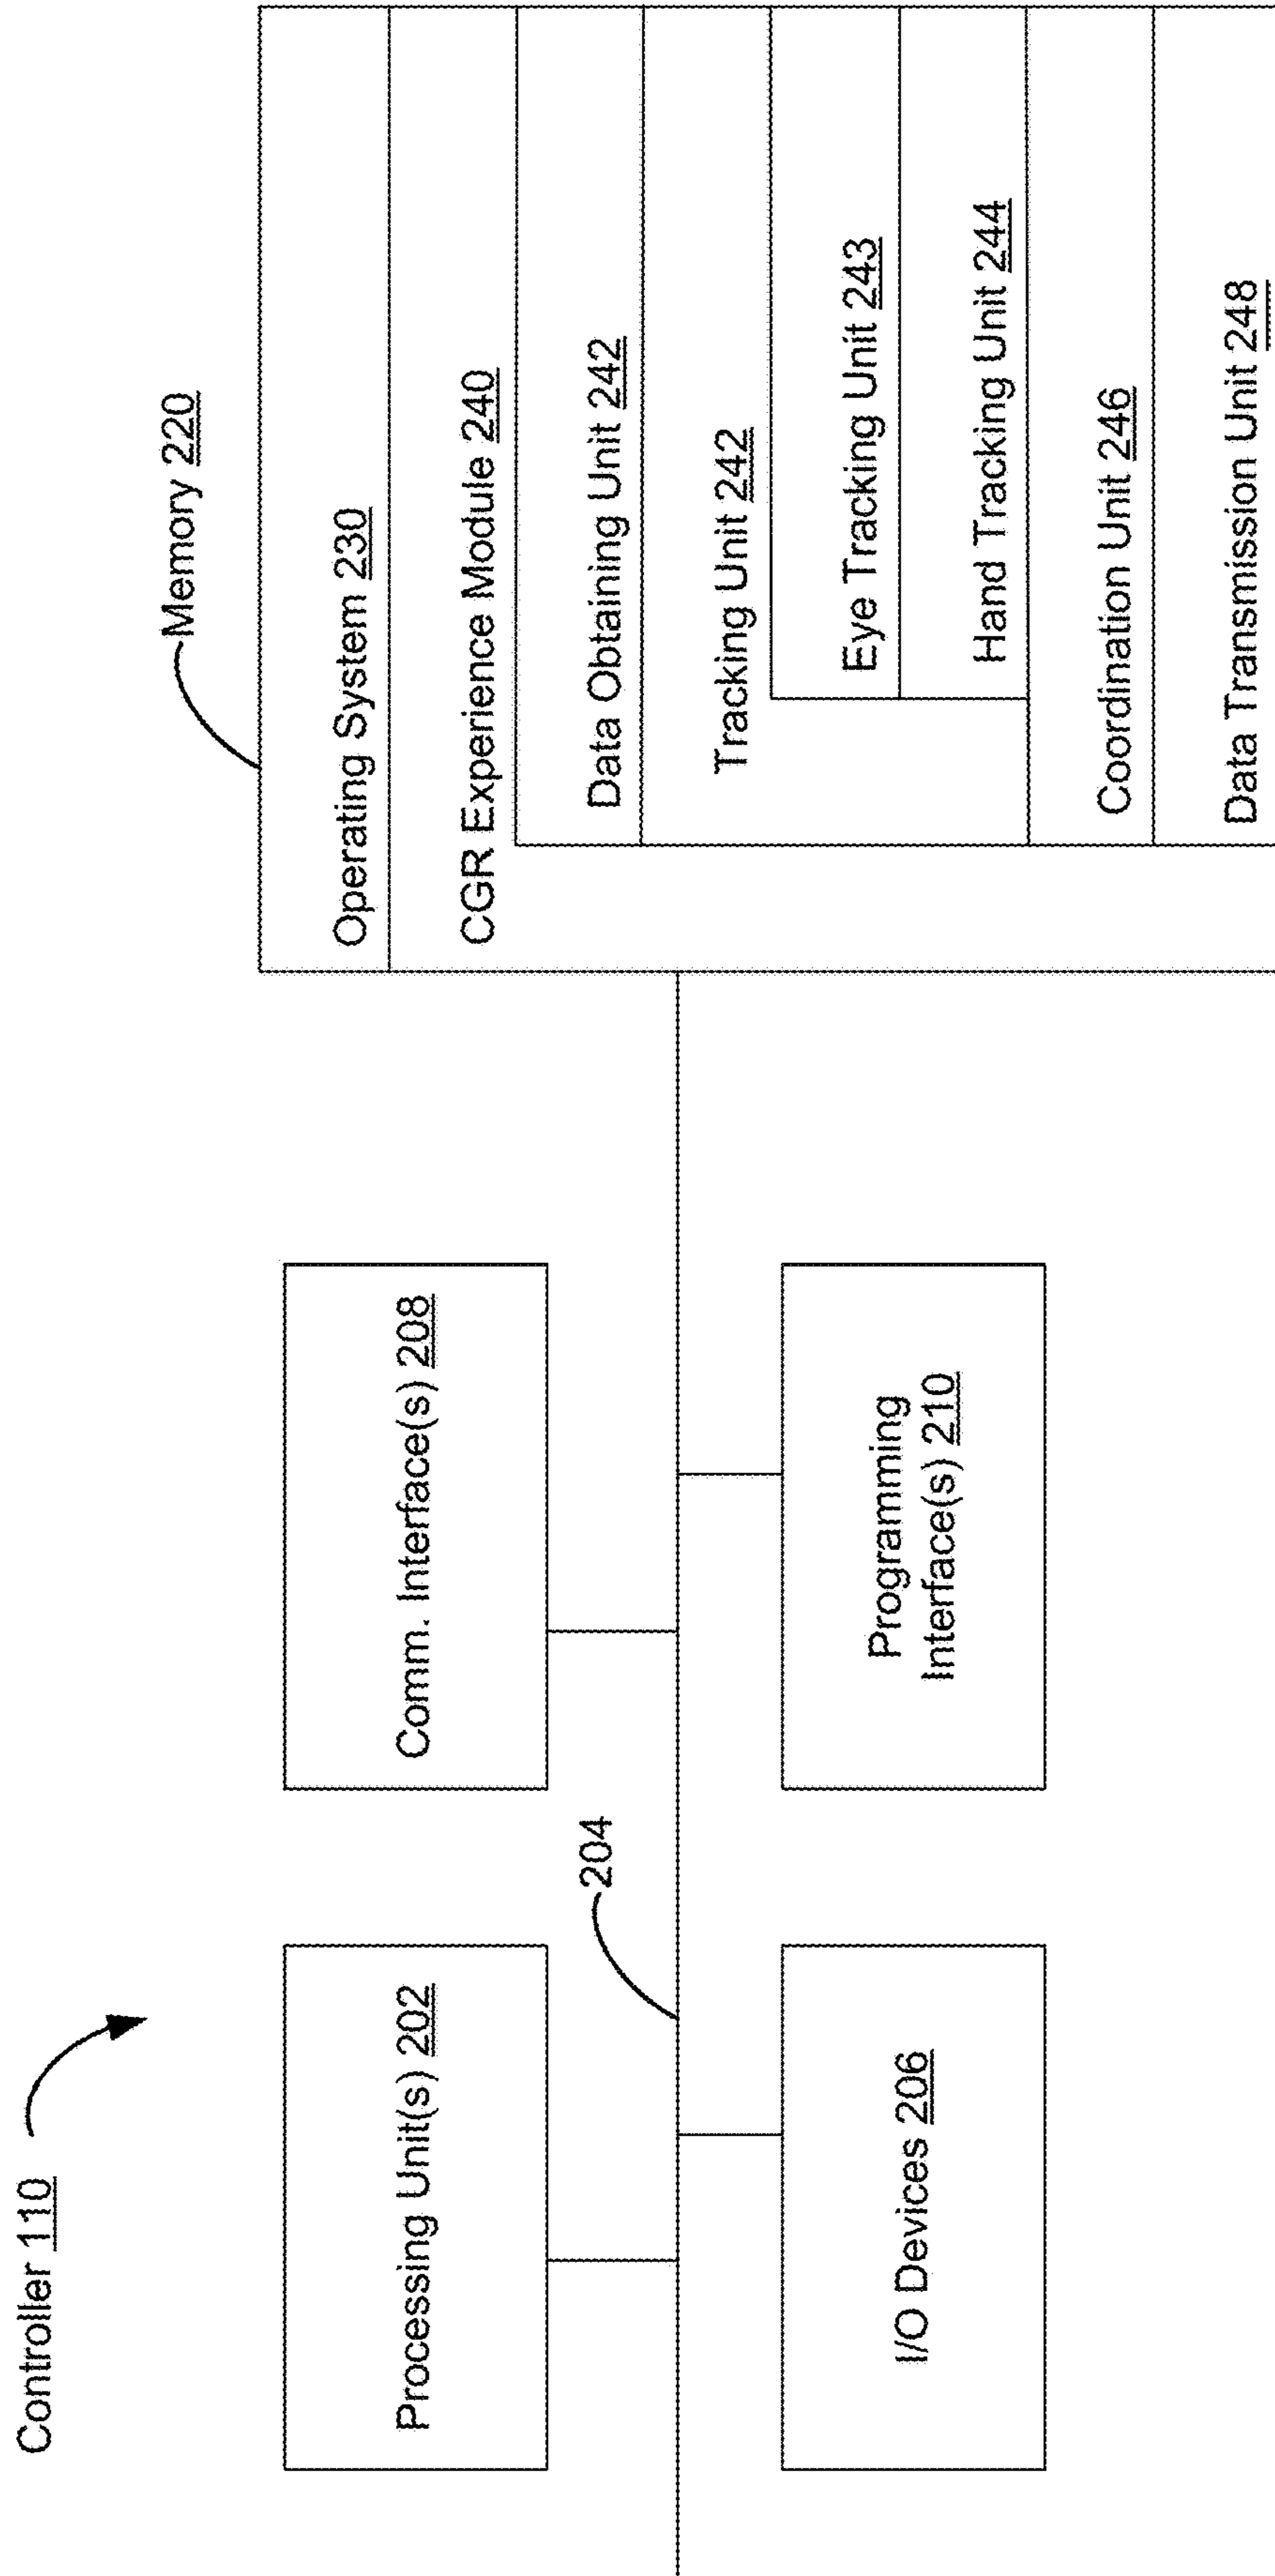 Controller 110
Processing Unit(s) 202
Comm. Interface(s) 208
204
I/O Devices 206
Programming
Interface(s) 210
Memory 220
Operating System 230
CGR Experience Module 240
Data Obtaining Unit 242
Tracking Unit 242
Eye Tracking Unit 243
Hand Tracking Unit 244
Coordination Unit 246
Data Transmission Unit 248